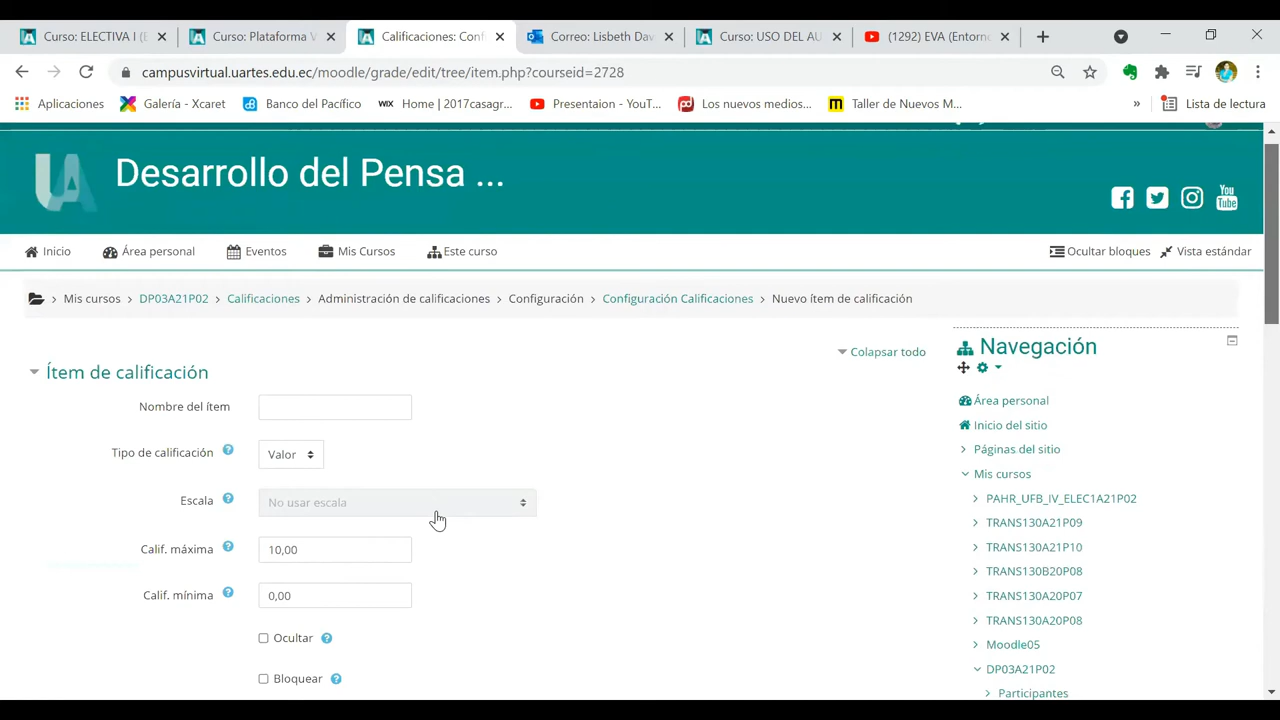 Curso: ELECTIVA I (E
Curso: Plataforma V
Calificaciones: Conf
Correo: Lisbeth Dav
Curso: USO DEL AU
(1292) EVA (Entorn
campusvirtual.uartes.edu.ec/moodle/grade/edit/tree/item.php?courseid=2728
Aplicaciones
Galería - Xcaret
Banco del Pacífico
WIX Home | 2017casagr...
Presentaion - YouT...
Los nuevos medios...
Taller de Nuevos M...
»
Lista de lectura
UA
Desarrollo del Pensa ...
You Tube
Inicio
Área personal
Eventos
Mis Cursos
Este curso
Ocultar bloques
Vista estándar
Mis cursos > DP03A21P02 > Calificaciones > Administración de calificaciones > Configuración > Configuración Calificaciones > Nuevo ítem de calificación
Colapsar todo
Ítem de calificación
Nombre del ítem
Tipo de calificación Valor
Escala No usar escala
Calif. máxima 10,00
Calif. mínima 0,00
Ocultar
Bloquear
Navegación
Área personal
Inicio del sitio
Páginas del sitio
Mis cursos
PAHR_UFB_IV_ELEC1A21P02
TRANS130A21P09
TRANS130A21P10
TRANS130B20P08
TRANS130A20P07
TRANS130A20P08
Moodle05
DP03A21P02
Participantes